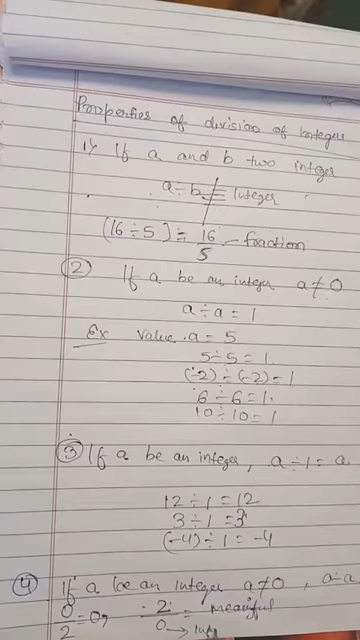 Properties of division of Integer
1) If a and b two integer
a ÷ b ≠ Integer
(16 ÷ 5) = 16/5 - fraction
② If a be an integer a ≠ 0
a ÷ a = 1
Ex Value a = 5
5 ÷ 5 = 1
(-2) ÷ (-2) = 1
6 ÷ 6 = 1
10 ÷ 10 = 1
③ If a be an integer, a ÷ 1 = a
12 ÷ 1 = 12
3 ÷ 1 = 3
(-4) ÷ 1 = -4
④ If a be an integer a ≠ 0, a ÷ a
0/2 = 0, 2/0 =